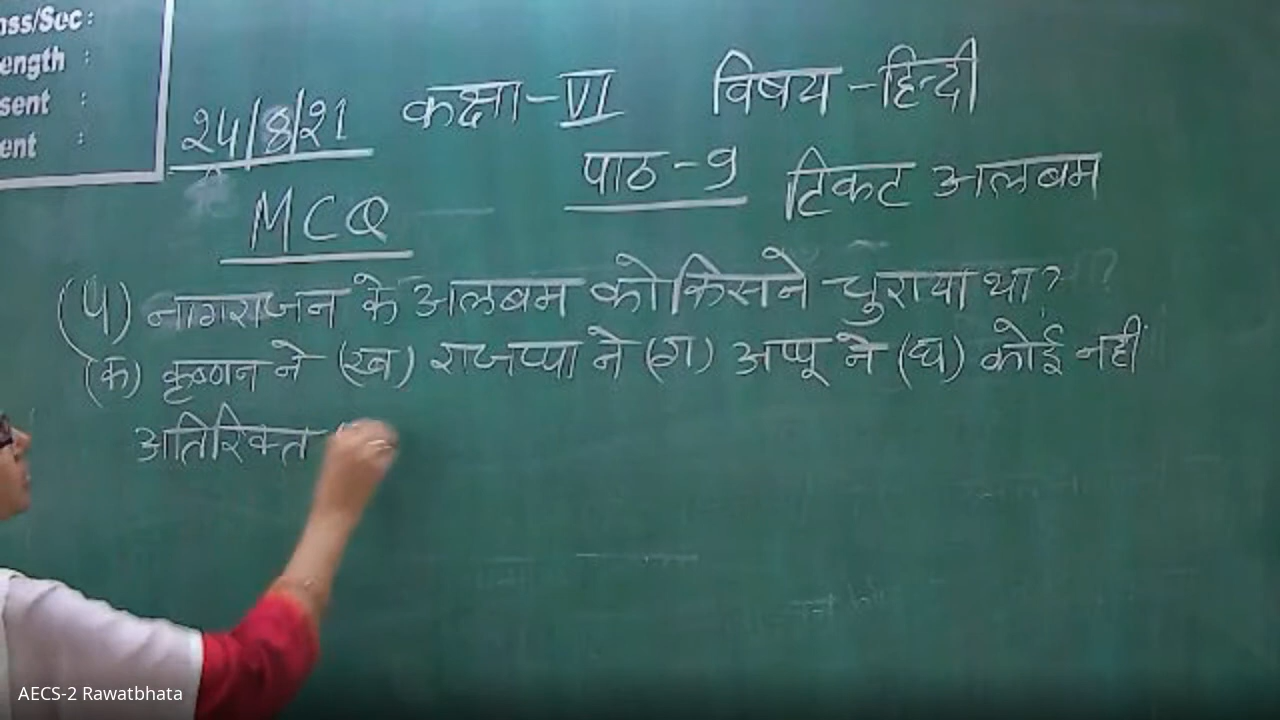 ass/Sec :
ength :
sent :
ent :
24/8/21 कक्षा-VI विषय-हिन्दी
MCQ पाठ-9 टिकट अलबम
(५) नागराजन के अलबम को किसने चुराया था?
(क) कृष्णन ने (ख) राजप्पा ने (ग) अप्पू ने (घ) कोई नहीं
अतिरिक्त
AECS-2 Rawatbhata